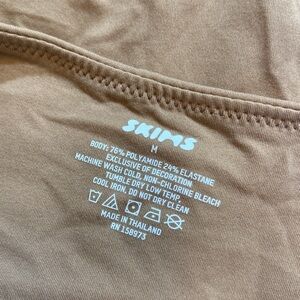 SKIMS
M
BODY: 76% POLYAMIDE 24% ELASTANE
EXCLUSIVE OF DECORATION
MACHINE WASH COLD, NON-CHLORINE BLEACH
TUMBLE DRY LOW TEMP,
COOL IRON, DO NOT DRY CLEAN
MADE IN THAILAND
RN 158973